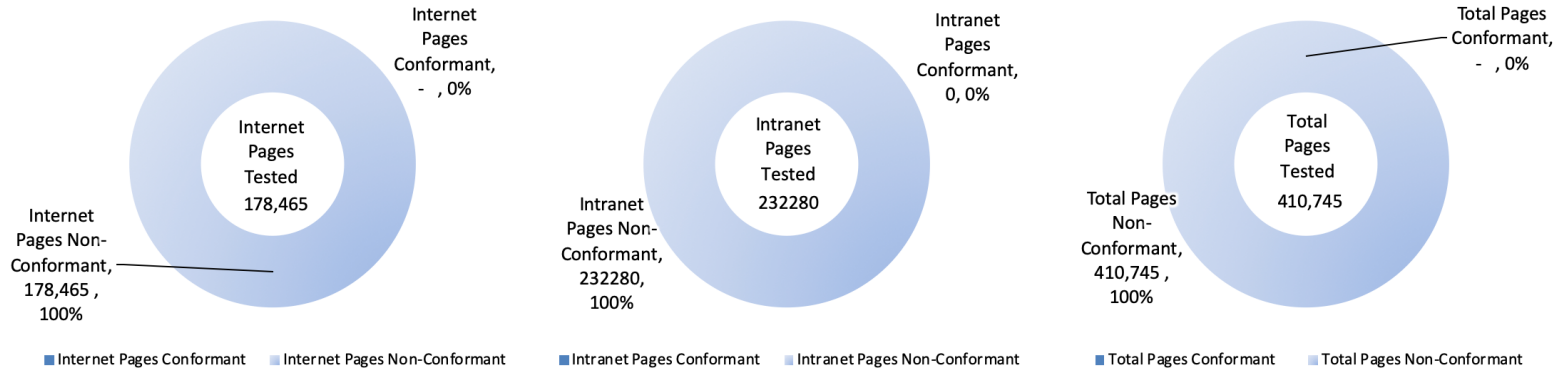 Internet
Pages
Conformant,
- , 0%
Internet
Pages
Tested
178,465
Internet
Pages Non-
Conformant,
178,465 ,
100%
Internet Pages Conformant
Internet Pages Non-Conformant
Intranet
Pages
Conformant,
0, 0%
Intranet
Pages
Tested
232280
Intranet
Pages Non-
Conformant,
232280,
100%
Intranet Pages Conformant
Intranet Pages Non-Conformant
Total Pages
Conformant,
- , 0%
Total
Pages
Tested
410,745
Total Pages
Non-
Conformant,
410,745 ,
100%
Total Pages Conformant
Total Pages Non-Conformant